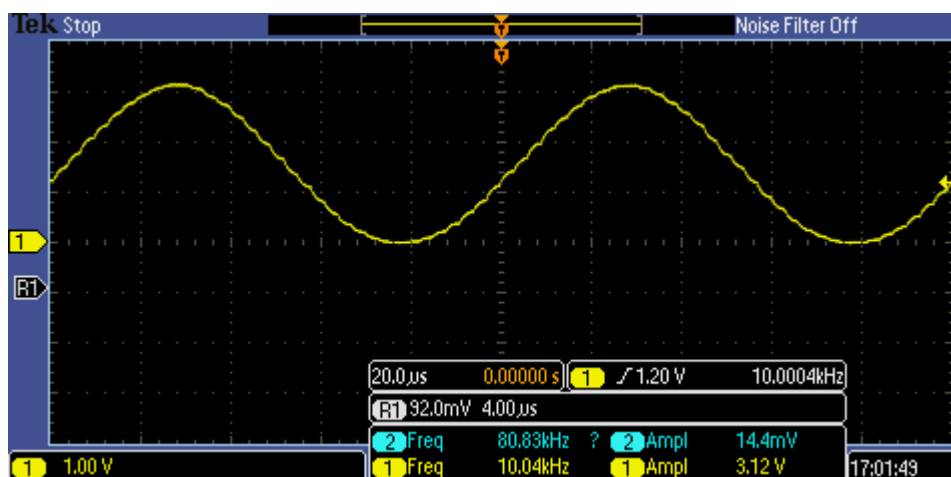 Tek Stop Noise Filter Off
1
R1
20.0µs 0.00000 s 1 1.20 V 10.0004kHz
R1 92.0mV 4.00µs
2 Freq 80.83kHz ? 2 Ampl 14.4mV
1 1.00 V 1 Freq 10.04kHz 1 Ampl 3.12 V 17:01:49